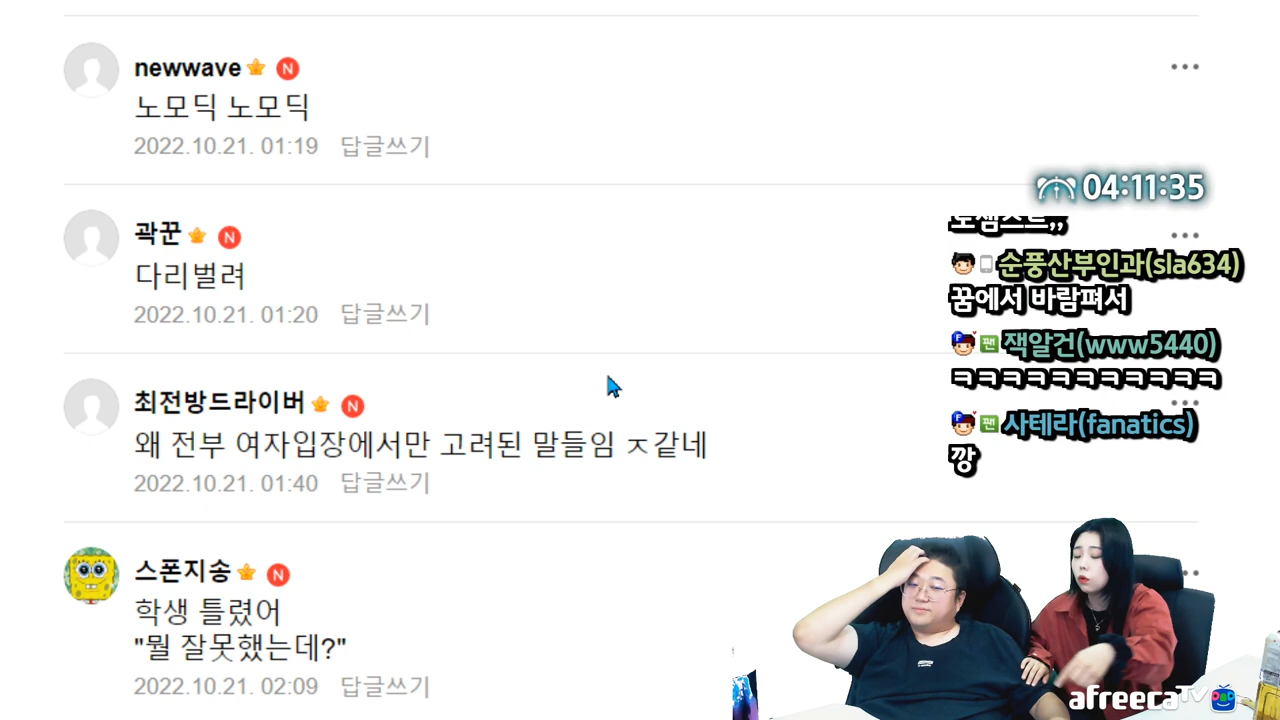 newwave N
노모딕 노모딕
2022.10.21. 01:19 답글쓰기
곽꾼 N
다리벌려
2022.10.21. 01:20 답글쓰기
최전방드라이버 N
왜 전부 여자입장에서만 고려된 말들임 ㅈ같네
2022.10.21. 01:40 답글쓰기
스폰지송 N
학생 틀렸어
"뭘 잘못했는데?"
2022.10.21. 02:09 답글쓰기
04:11:35
순풍산부인과(sla634)
꿈에서 바람펴서
팬 잭알건(www5440)
ㅋㅋㅋㅋㅋㅋㅋㅋㅋㅋㅋ
팬 사테라(fanatics)
깡
afreecaTV